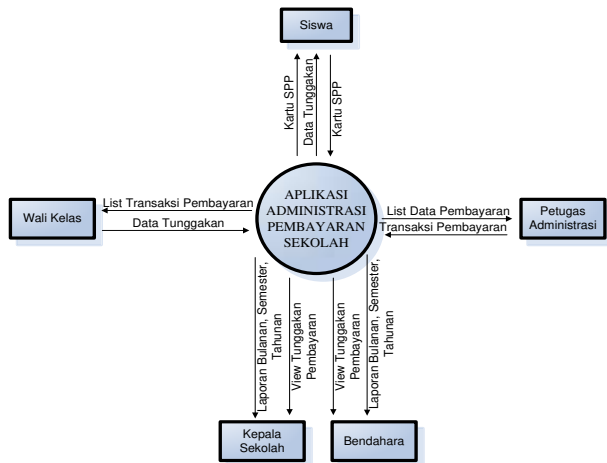 Siswa
Kartu SPP
Data Tunggakan
Kartu SPP
APLIKASI
ADMINISTRASI
PEMBAYARAN
SEKOLAH
Wali Kelas
List Transaksi Pembayaran
Data Tunggakan
List Data Pembayaran
Transaksi Pembayaran
Petugas
Administrasi
Laporan Bulanan, Semester,
Tahunan
View Tunggakan
Pembayaran
View Tunggakan
Pembayaran
Laporan Bulanan, Semester,
Tahunan
Kepala
Sekolah
Bendahara